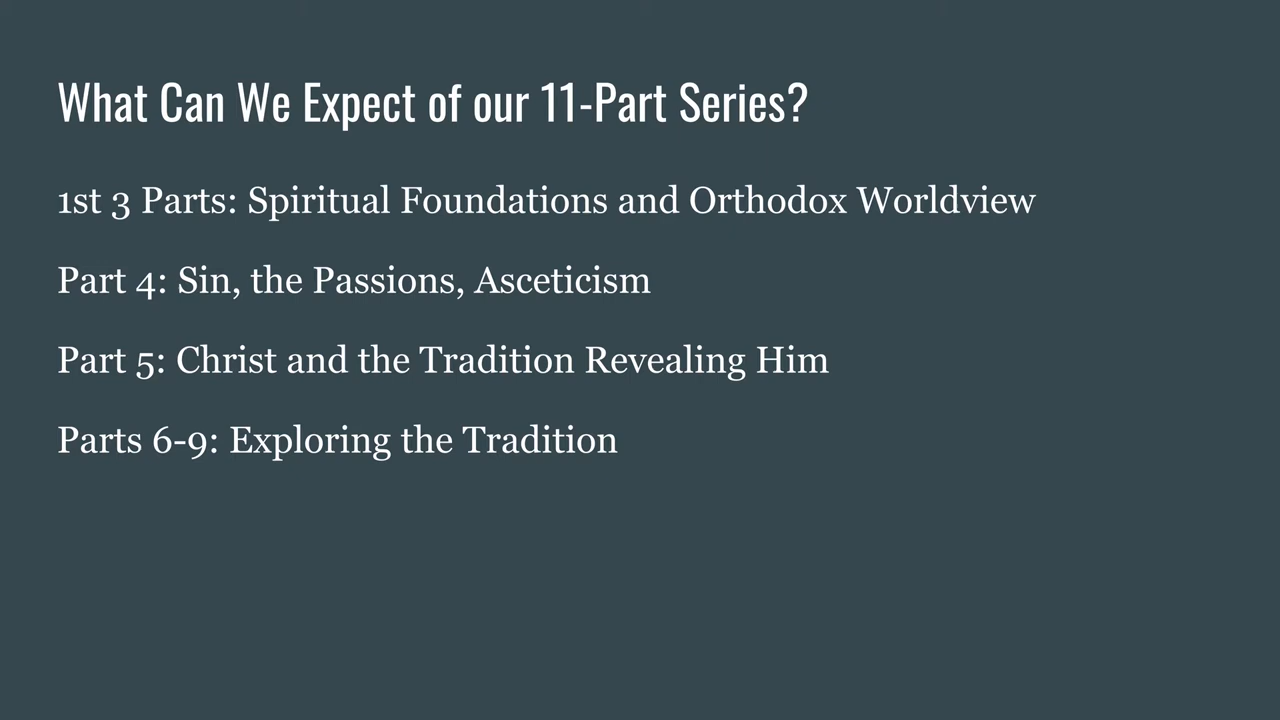 What Can We Expect of our 11-Part Series?
1st 3 Parts: Spiritual Foundations and Orthodox Worldview
Part 4: Sin, the Passions, Asceticism
Part 5: Christ and the Tradition Revealing Him
Parts 6-9: Exploring the Tradition